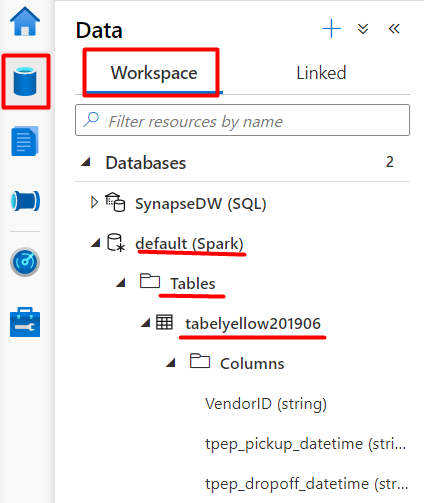 Data
Workspace Linked
Filter resources by name
Databases 2
SynapseDW (SQL)
default (Spark)
Tables
tabelyellow201906
Columns
VendorID (string)
tpep_pickup_datetime (stri...
tpep_dropoff_datetime (str...